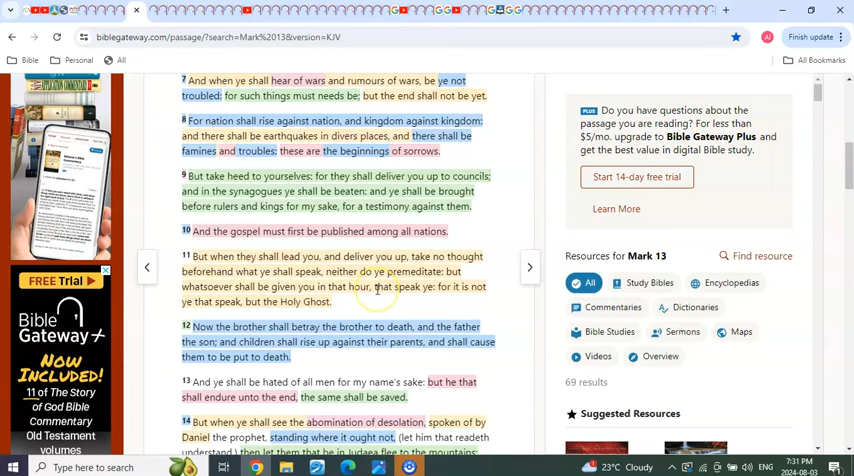 Finish update
biblegateway.com/passage/?search=Mark%2013&version=KJV
Bible
Personal
All
All Bookmarks
7 And when ye shall hear of wars and rumours of wars, be ye not
troubled: for such things must needs be; but the end shall not be yet.
8 For nation shall rise against nation, and kingdom against kingdom:
and there shall be earthquakes in divers places, and there shall be
famines and troubles: these are the beginnings of sorrows.
9 But take heed to yourselves: for they shall deliver you up to councils;
and in the synagogues ye shall be beaten: and ye shall be brought
before rulers and kings for my sake, for a testimony against them.
10 And the gospel must first be published among all nations.
11 But when they shall lead you, and deliver you up, take no thought
beforehand what ye shall speak, neither do ye premeditate: but
whatsoever shall be given you in that hour, that speak ye: for it is not
ye that speak, but the Holy Ghost.
12 Now the brother shall betray the brother to death, and the father
the son; and children shall rise up against their parents, and shall cause
them to be put to death.
13 And ye shall be hated of all men for my name's sake: but he that
shall endure unto the end, the same shall be saved.
14 But when ye shall see the abomination of desolation, spoken of by
Daniel the prophet, standing where it ought not, (let him that readeth
understand,) then let them that be in Judaea flee to the mountains:
FREE Trial
Bible
Gateway+
NOW
INCLUDED!
11 of The Story
of God Bible
Commentary
Old Testament
volumes
PLUS Do you have questions about the
passage you are reading? For less than
$5/mo. upgrade to Bible Gateway Plus and
get the best value in digital Bible study.
Start 14-day free trial
Learn More
Resources for Mark 13
Find resource
All
Study Bibles
Encyclopedias
Commentaries
Dictionaries
Bible Studies
Sermons
Maps
Videos
Overview
69 results
Suggested Resources
Type here to search
23°C Cloudy
7:31 PM
2024-08-03